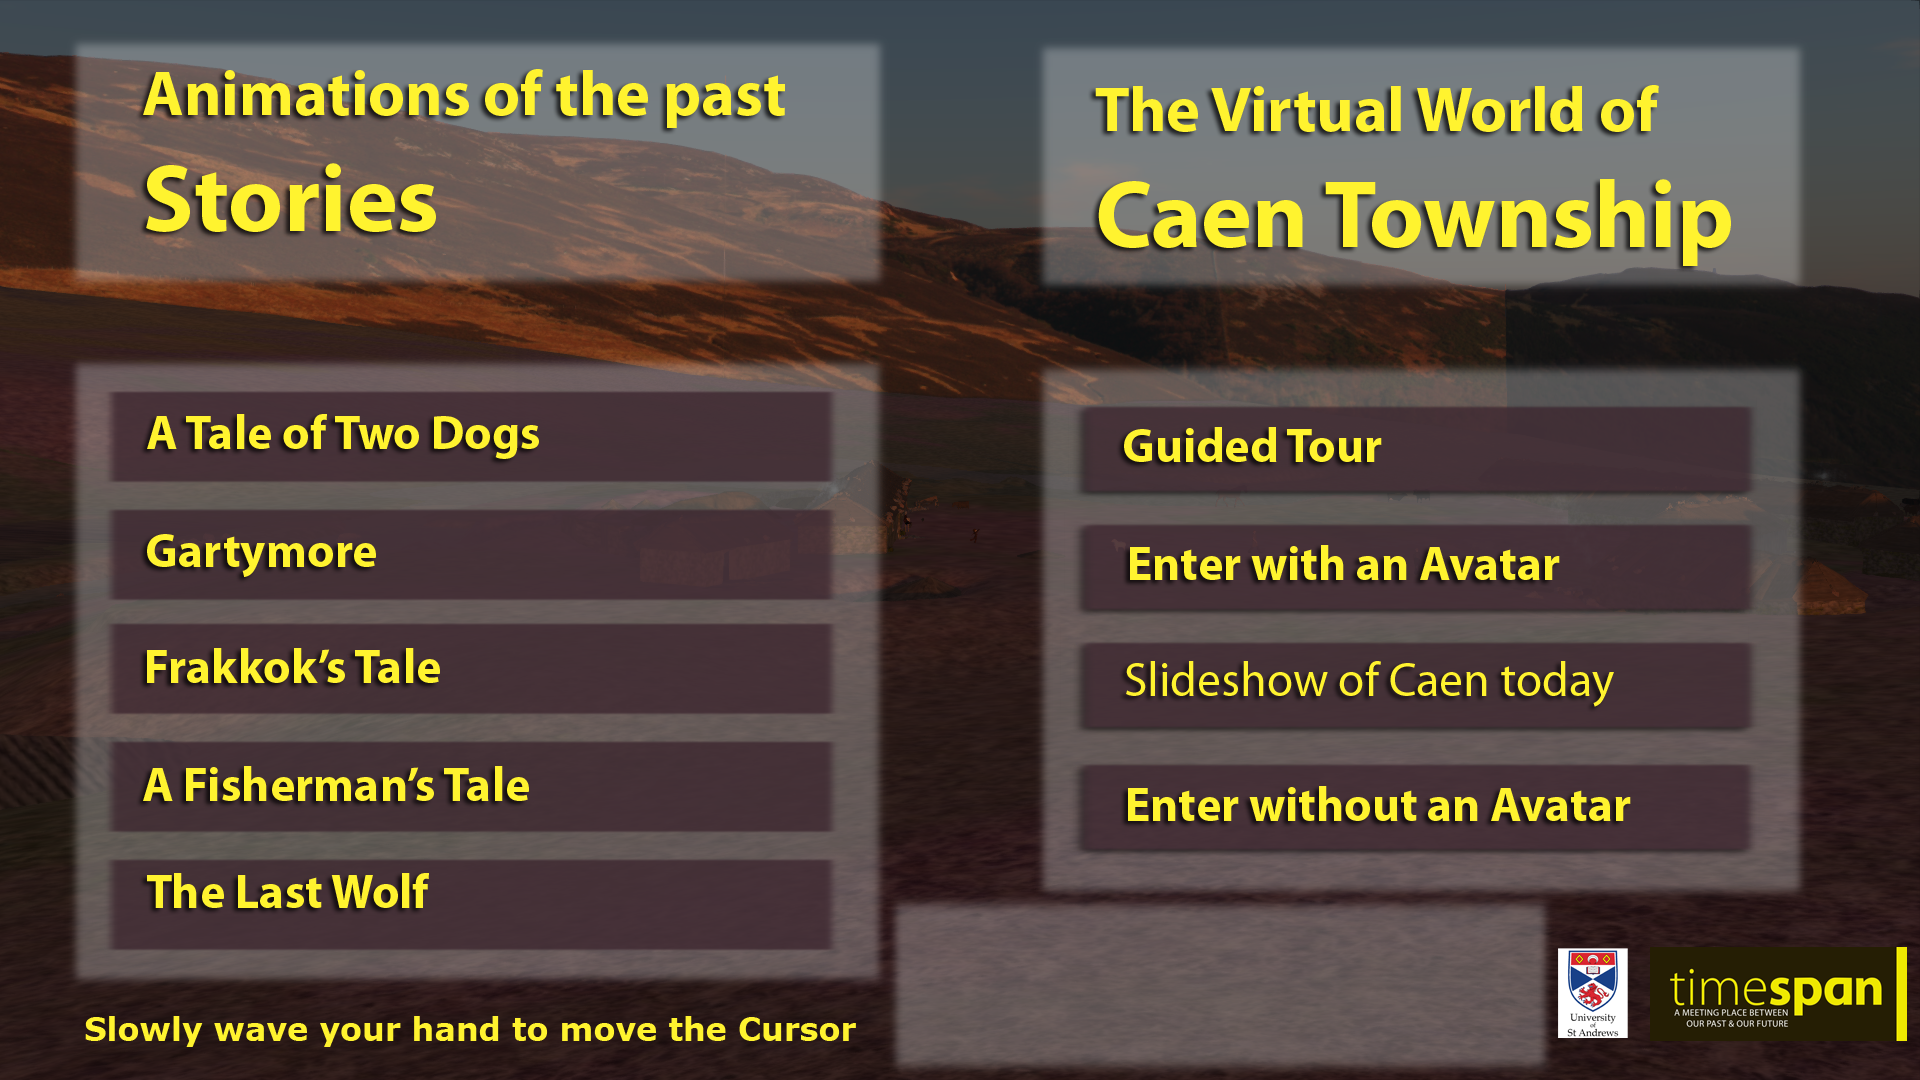 Animations of the past
Stories
A Tale of Two Dogs
Gartymore
Frakkok’s Tale
A Fisherman’s Tale
The Last Wolf
Slowly wave your hand to move the Cursor
The Virtual World of
Caen Township
Guided Tour
Enter with an Avatar
Slideshow of Caen today
Enter without an Avatar
University
of
St Andrews
timespan
A MEETING PLACE BETWEEN
OUR PAST & OUR FUTURE